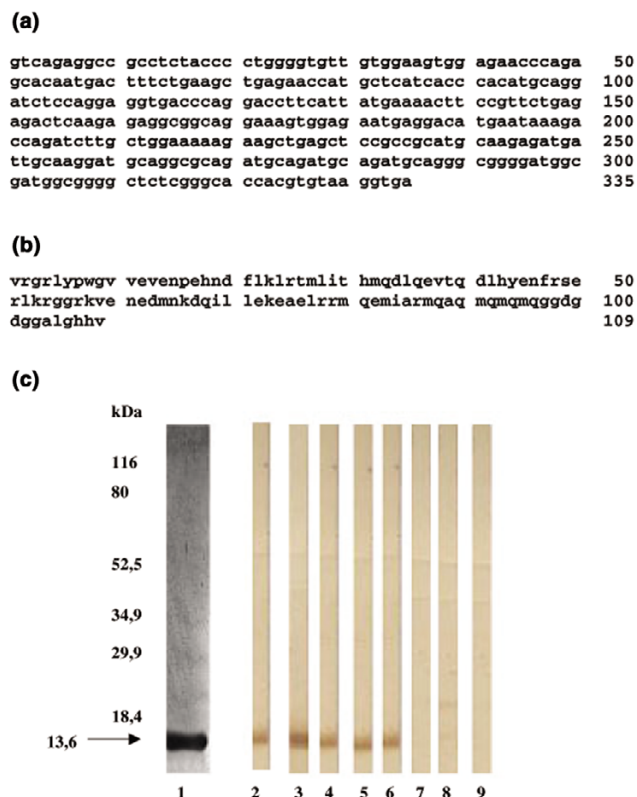 (a)
gtcagaggcc gcctctaccc ctggggtgtt gtggaagtgg agaacccaga 50
gcacaatgac tttctgaagc tgagaaccat gctcatcacc cacatgcagg 100
atctccagga ggtgacccag gaccttcatt atgaaaactt ccgttctgag 150
agactcaaga gaggcggcag gaaagtggag aatgaggaca tgaataaaga 200
ccagatcttg ctggaaaaag aagctgagct ccgccgcatg caagagatga 250
ttgcaaggat gcaggcgcag atgcagatgc agatgcaggg cggggatggc 300
gatggcgggg ctctcgggca ccacgtgtaa ggtga 335
(b)
vrgrlypwgv vevenpehnd flklrtmlit hmqdlqevtq dlhyenfrse 50
rlkrggrkve nedmnkdqil lekeaelrrm qemiarmqaq mqmqmqggdg 100
dggalghhv 109
(c)
kDa
116
80
52,5
34,9
29,9
18,4
13,6
1 2 3 4 5 6 7 8 9